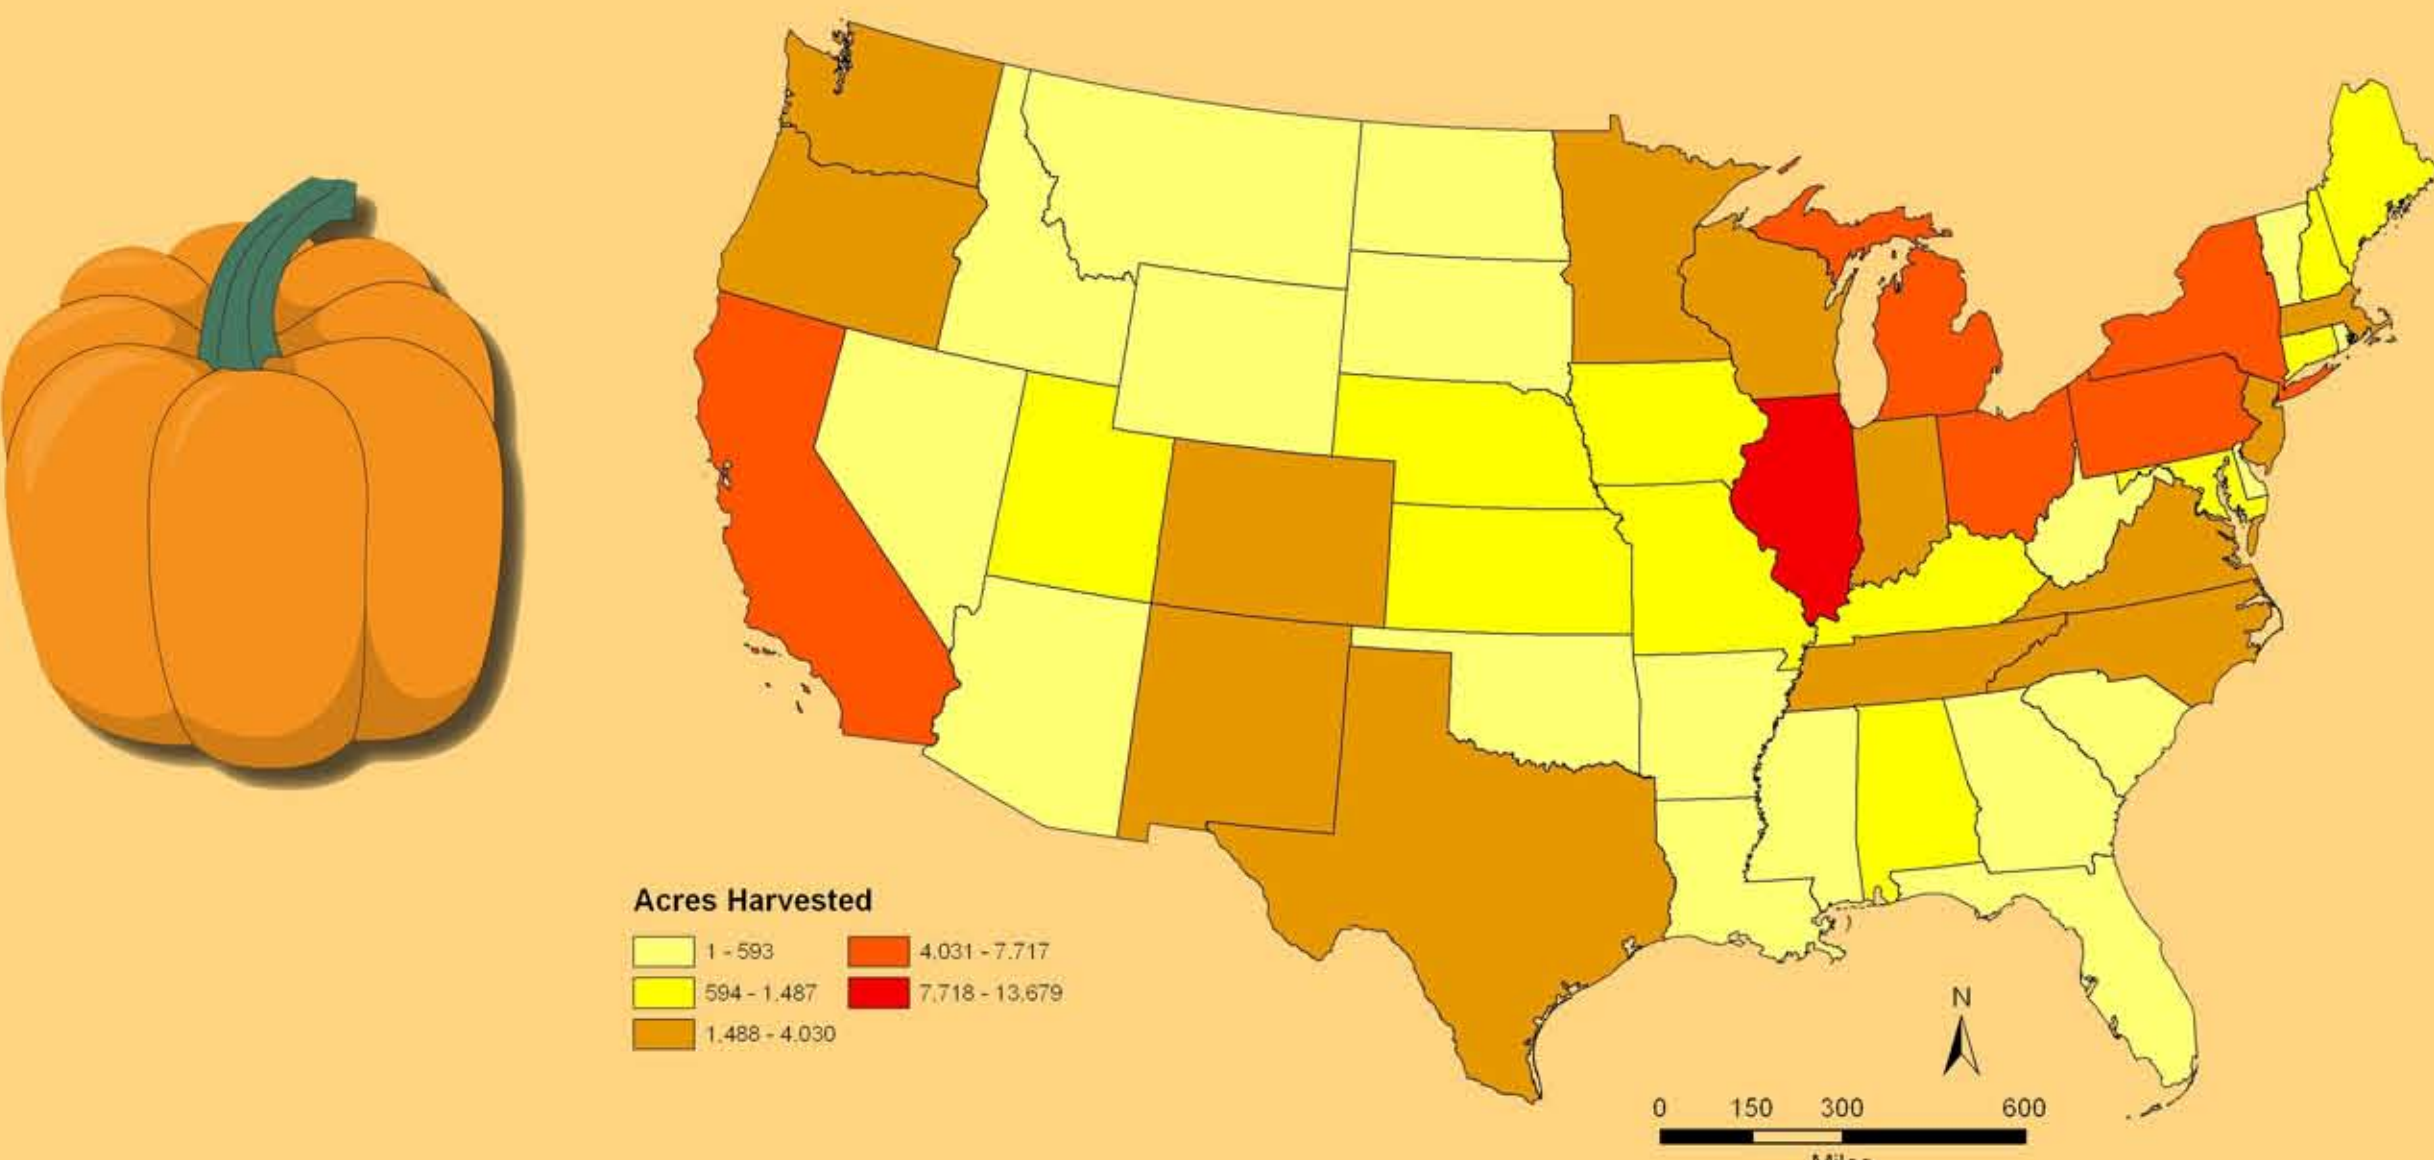 Acres Harvested
1 - 593
594 - 1.487
1.488 - 4.030
4.031 - 7.717
7.718 - 13.679
N
0 150 300 600
Miles